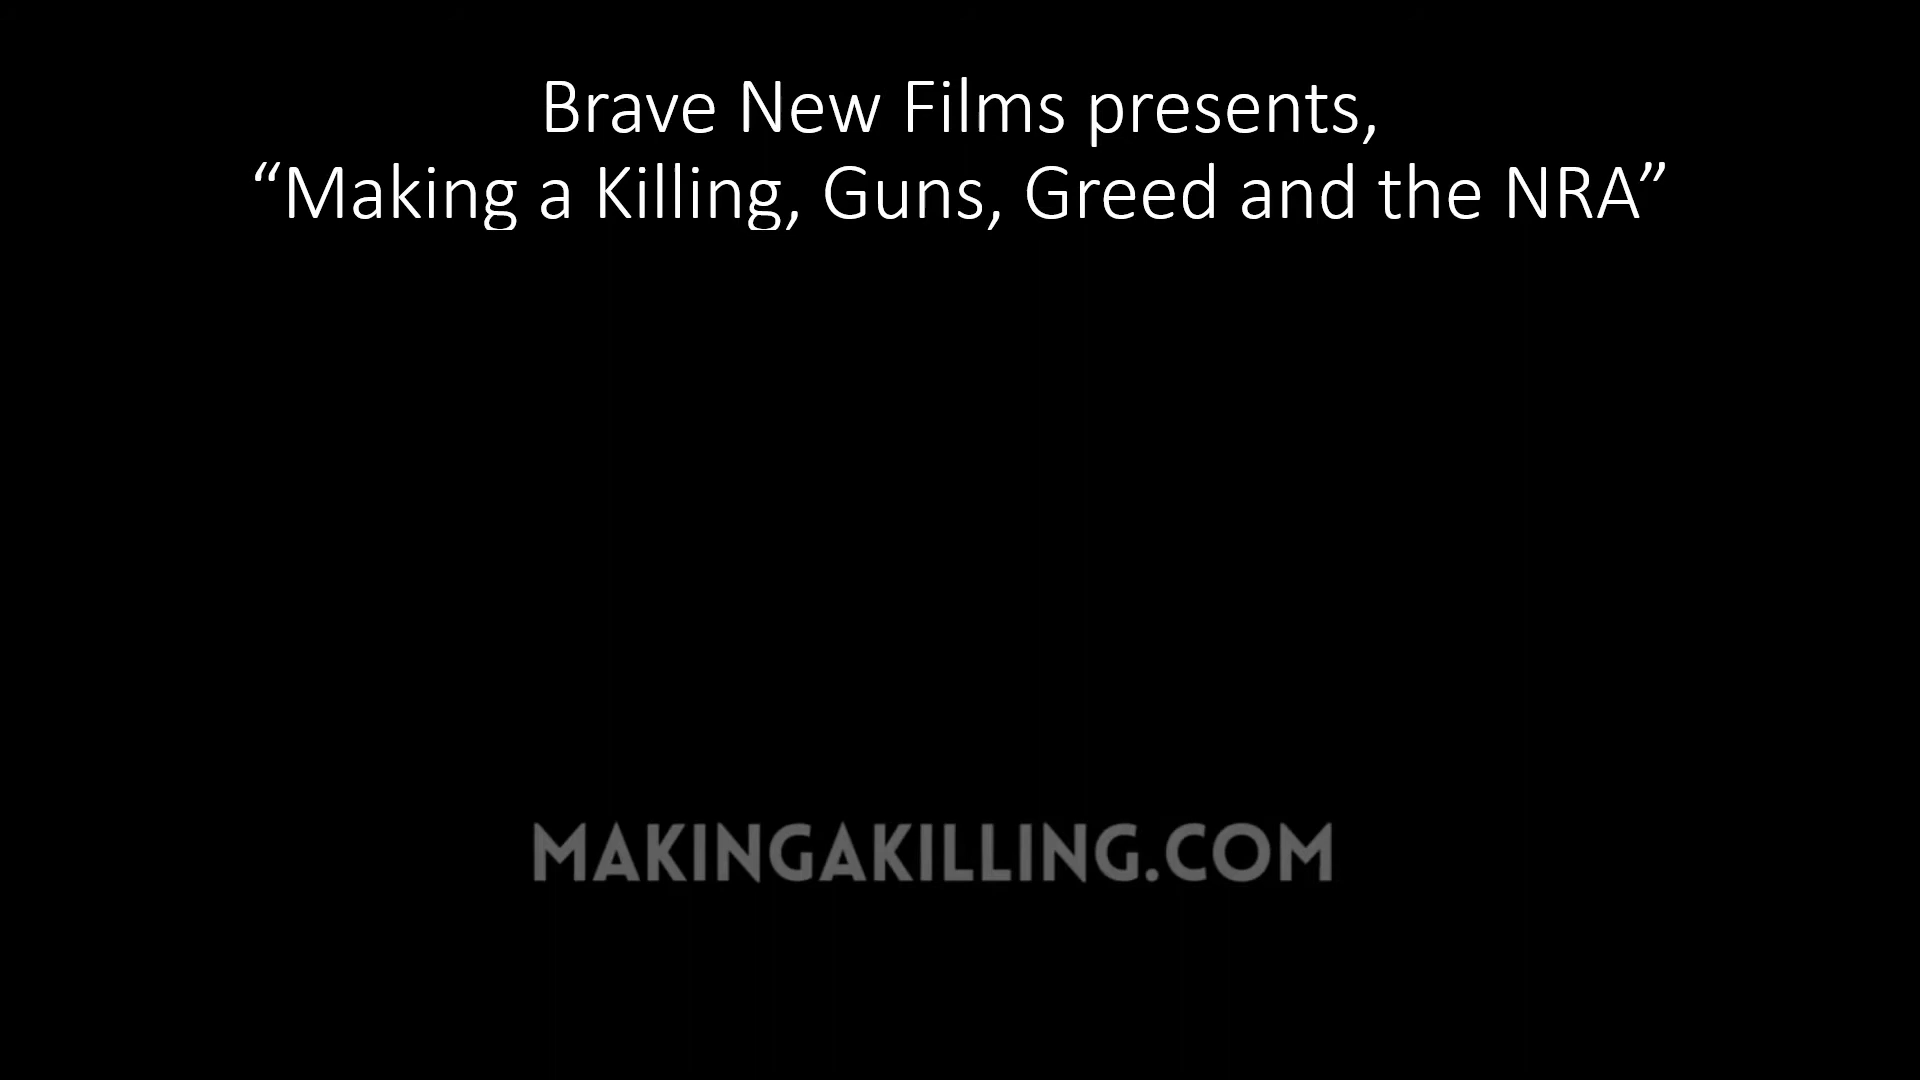 Brave New Films presents,
“Making a Killing, Guns, Greed and the NRA”
MAKINGAKILLING.COM